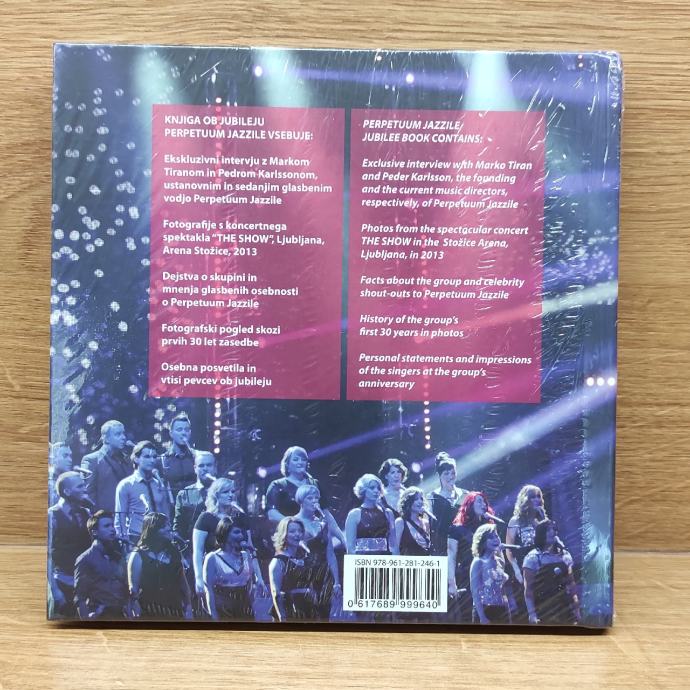 KNJIGA OB JUBILEJU
PERPETUUM JAZZILE VSEBUJE:
Ekskluzivni intervju z Markom
Tiranom in Pedrom Karlssonom,
ustanovnim in sedanjim glasbenim
vodjo Perpetuum Jazzile
Fotografije s koncertnega
spektakla "THE SHOW", Ljubljana,
Arena Stožice, 2013
Dejstva o skupini in
mnenja glasbenih osebnosti
o Perpetuum Jazzile
Fotografski pogled skozi
prvih 30 let zasedbe
Osebna posvetila in
vtisi pevcev ob jubileju
PERPETUUM JAZZILE
JUBILEE BOOK CONTAINS:
Exclusive interview with Marko Tiran
and Peder Karlsson, the founding
and the current music directors,
respectively, of Perpetuum Jazzile
Photos from the spectacular concert
THE SHOW in the Stožice Arena,
Ljubljana, in 2013
Facts about the group and celebrity
shout-outs to Perpetuum Jazzile
History of the group's
first 30 years in photos
Personal statements and impressions
of the singers at the group's
anniversary
ISBN 978-961-281-246-1
0 617689 999640